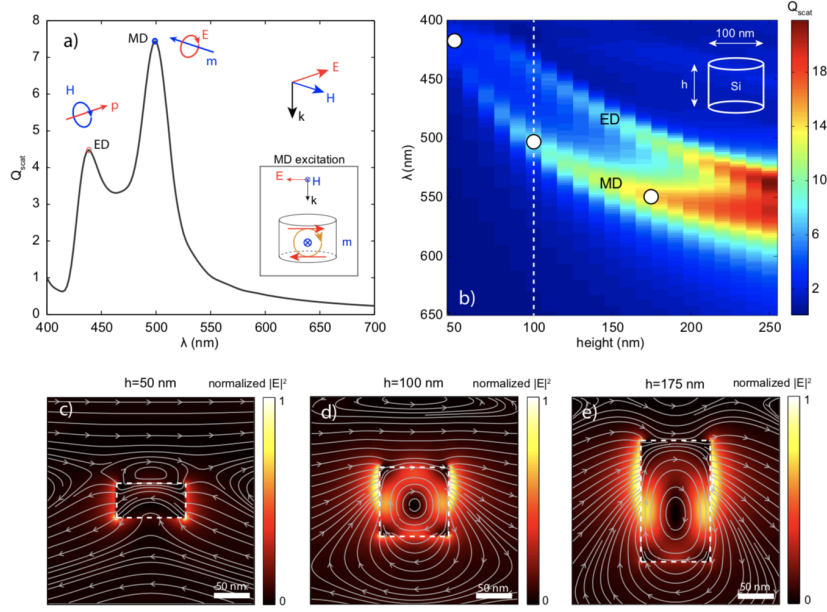 a)
MD
E
m
H
p
ED
E
H
k
MD excitation
E
H
k
m
Q_scat
8
7
6
5
4
3
2
1
0
400 450 500 550 600 650 700
λ (nm)
100 nm
h
Si
ED
MD
b)
λ(nm)
400
450
500
550
600
650
50 100 150 200 250
height (nm)
Q_scat
18
14
10
6
2
h=50 nm normalized |E|²
c)
50 nm
1
0
h=100 nm normalized |E|²
d)
50 nm
1
0
h=175 nm normalized |E|²
e)
50 nm
1
0